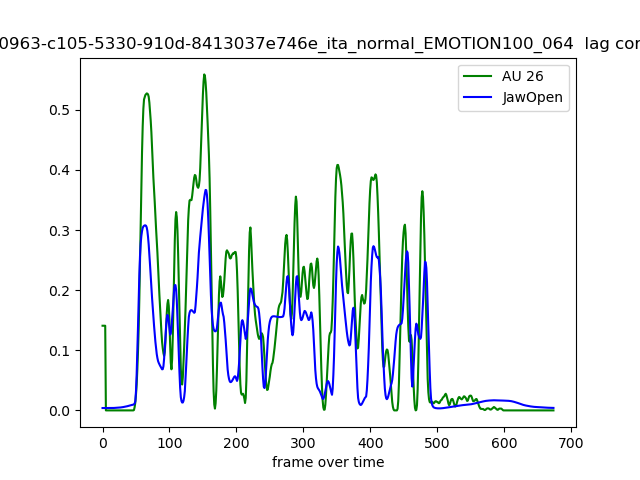 0963-c105-5330-910d-8413037e746e_ita_normal_EMOTION100_064 lag cor
AU 26
JawOpen
0.5
0.4
0.3
0.2
0.1
0.0
0 100 200 300 400 500 600 700
frame over time